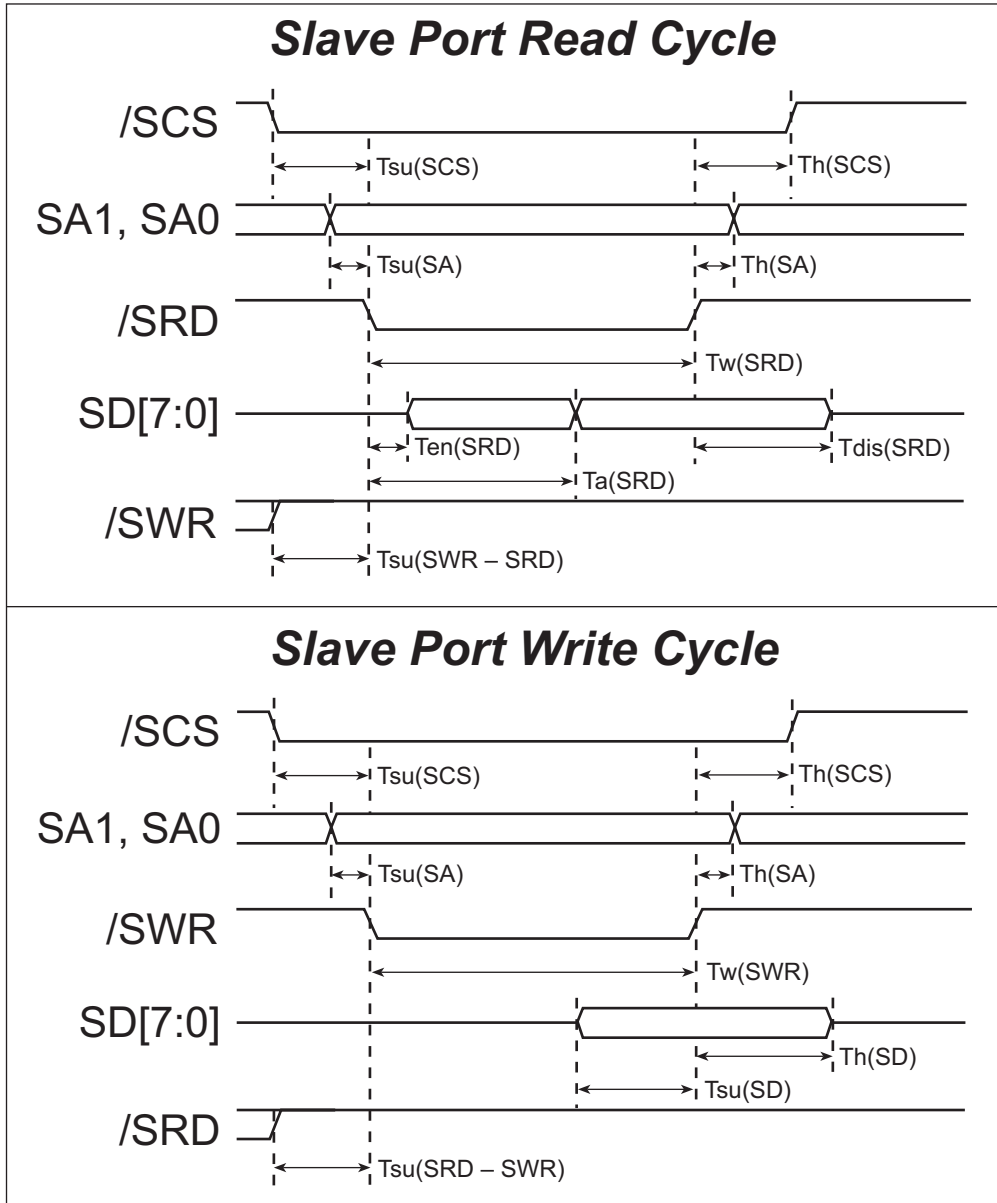 Slave Port Read Cycle
/SCS
Tsu(SCS)
Th(SCS)
SA1, SA0
Tsu(SA)
Th(SA)
/SRD
Tw(SRD)
SD[7:0]
Ten(SRD)
Tdis(SRD)
Ta(SRD)
/SWR
Tsu(SWR – SRD)
Slave Port Write Cycle
/SCS
Tsu(SCS)
Th(SCS)
SA1, SA0
Tsu(SA)
Th(SA)
/SWR
Tw(SWR)
SD[7:0]
Th(SD)
Tsu(SD)
/SRD
Tsu(SRD – SWR)